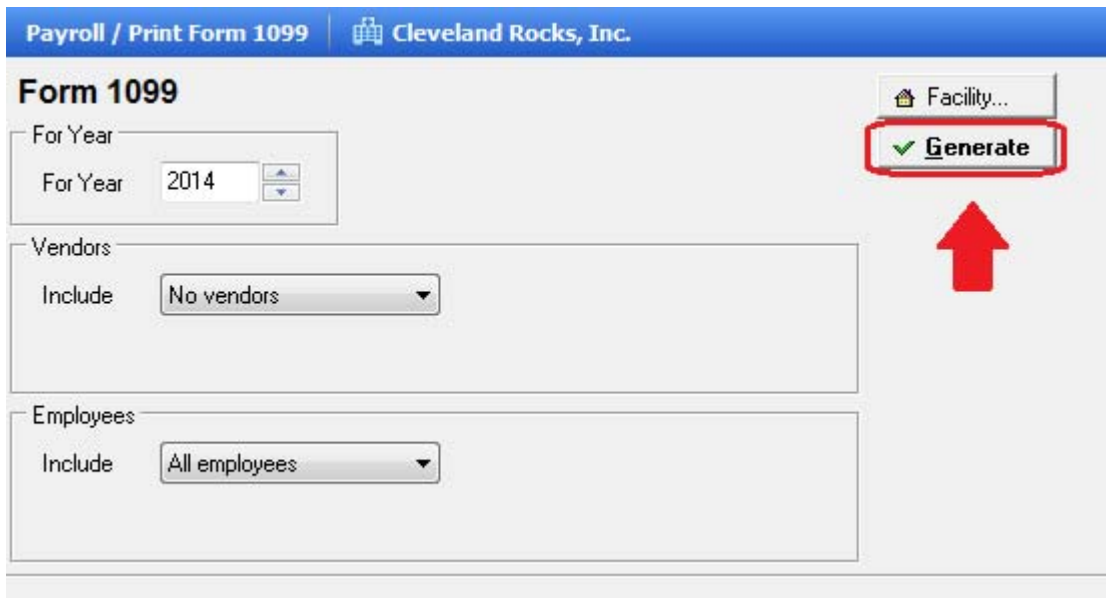 Payroll / Print Form 1099 Cleveland Rocks, Inc.
Form 1099
Facility...
Generate
For Year
For Year 2014
Vendors
Include No vendors
Employees
Include All employees